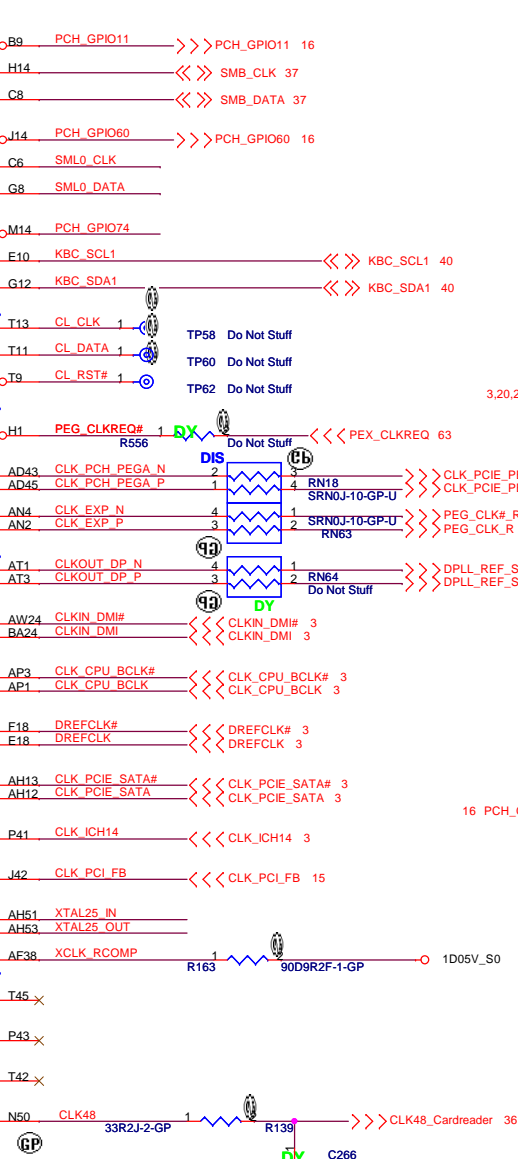 B9 PCH_GPIO11 PCH_GPIO11 16
H14 SMB_CLK 37
C8 SMB_DATA 37
J14 PCH_GPIO60 PCH_GPIO60 16
C6 SML0_CLK
G8 SML0_DATA
M14 PCH_GPIO74
E10 KBC_SCL1 KBC_SCL1 40
G12 KBC_SDA1 KBC_SDA1 40
T13 CL_CLK 1 TP58 Do Not Stuff
T11 CL_DATA 1 TP60 Do Not Stuff
T9 CL_RST# 1 TP62 Do Not Stuff
3,20,2
H1 PEG_CLKREQ# 1 DY PEX_CLKREQ 63
R556 Do Not Stuff
DIS
AD43 CLK_PCH_PEGA_N 2 3 CLK_PCIE_P
AD45 CLK_PCH_PEGA_P 1 4 RN18 CLK_PCIE_P
SRN0J-10-GP-U
AN4 CLK_EXP_N 4 1 PEG_CLK#_R
AN2 CLK_EXP_P 3 2 SRN0J-10-GP-U PEG_CLK_R
RN63
AT1 CLKOUT_DP_N 4 1 DPLL_REF_S
AT3 CLKOUT_DP_P 3 2 RN64 DPLL_REF_S
Do Not Stuff
DY
AW24 CLKIN_DMI# CLKIN_DMI# 3
BA24 CLKIN_DMI CLKIN_DMI 3
AP3 CLK_CPU_BCLK# CLK_CPU_BCLK# 3
AP1 CLK_CPU_BCLK CLK_CPU_BCLK 3
F18 DREFCLK# DREFCLK# 3
E18 DREFCLK DREFCLK 3
AH13 CLK_PCIE_SATA# CLK_PCIE_SATA# 3
AH12 CLK_PCIE_SATA CLK_PCIE_SATA 3
16 PCH_
P41 CLK_ICH14 CLK_ICH14 3
J42 CLK_PCI_FB CLK_PCI_FB 15
AH51 XTAL25_IN
AH53 XTAL25_OUT
AF38 XCLK_RCOMP 1 1D05V_S0
R163 90D9R2F-1-GP
T45
P43
T42
N50 CLK48 1 CLK48_Cardreader 36
33R2J-2-GP R139
GP
1
DY C266